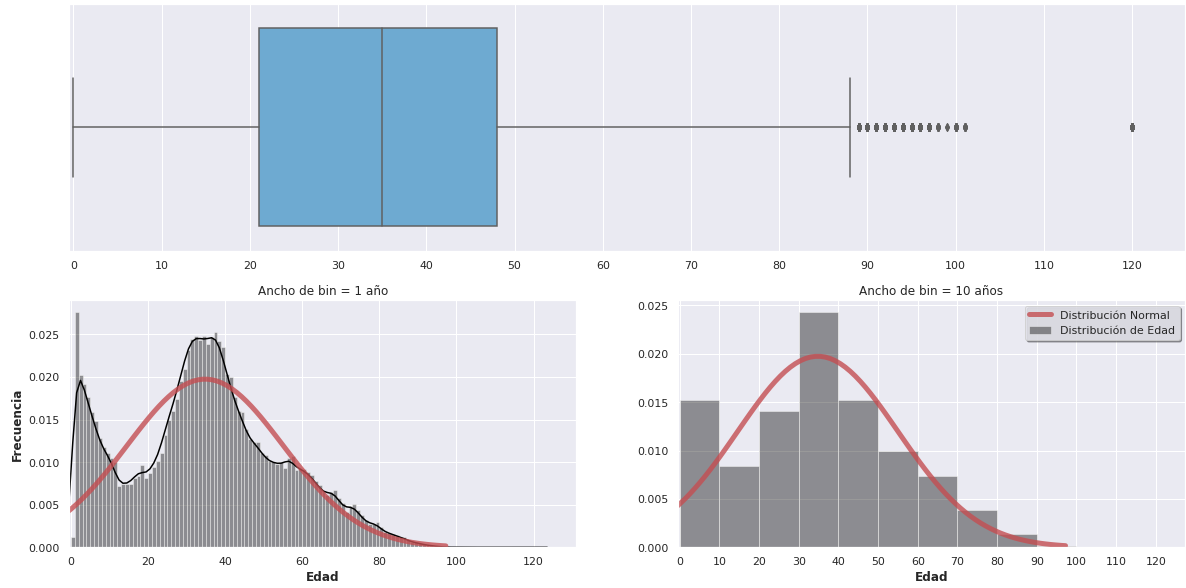 0 10 20 30 40 50 60 70 80 90 100 110 120
Ancho de bin = 1 año
0.025
0.020
0.015
0.010
0.005
0.000
Frecuencia
0 20 40 60 80 100 120
Edad
Ancho de bin = 10 años
Distribución Normal
Distribución de Edad
0.025
0.020
0.015
0.010
0.005
0.000
0 10 20 30 40 50 60 70 80 90 100 110 120
Edad